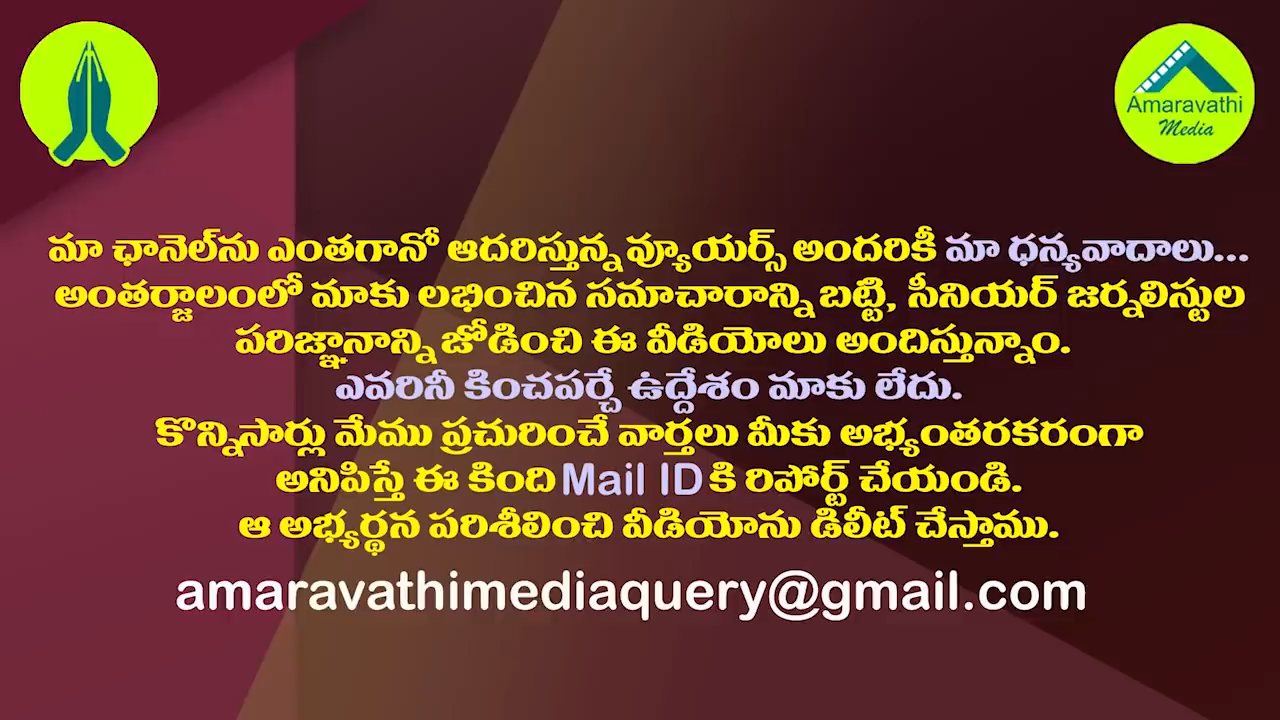 Amaravathi
Media
మా ఛానెల్‌ను ఎంతగానో ఆదరిస్తున్న వ్యూయర్స్ అందరికీ మా ధన్యవాదాలు...
అంతర్జాలంలో మాకు లభించిన సమాచారాన్ని బట్టి, సీనియర్ జర్నలిస్టుల
పరిజ్ఞానాన్ని జోడించి ఈ వీడియోలు అందిస్తున్నాం.
ఎవరినీ కించపర్చే ఉద్దేశం మాకు లేదు.
కొన్నిసార్లు మేము ప్రచురించే వార్తలు మీకు అభ్యంతరకరంగా
అనిపిస్తే ఈ కింది Mail ID కి రిపోర్ట్ చేయండి.
ఆ అభ్యర్థన పరిశీలించి వీడియోను డిలీట్ చేస్తాము.
amaravathimediaquery@gmail.com